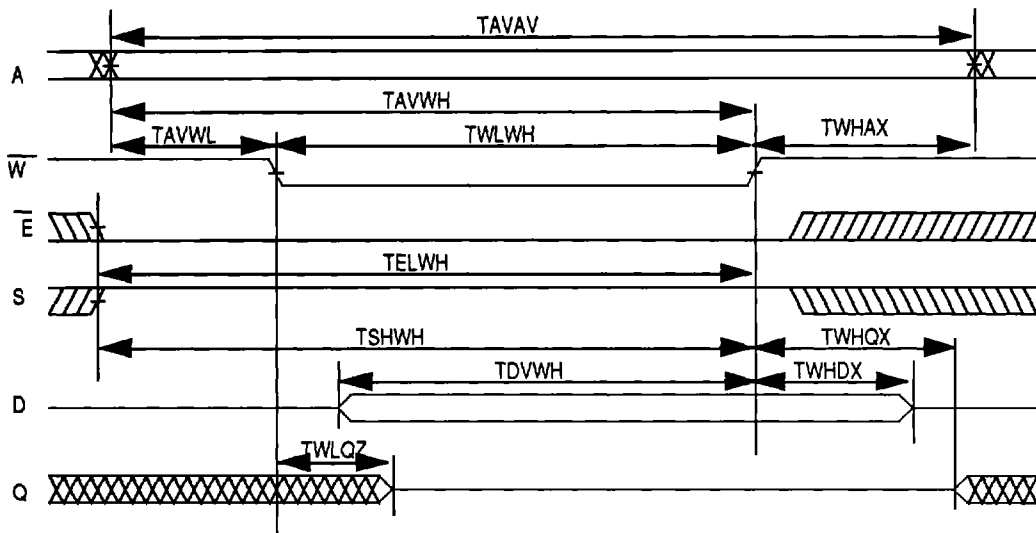 TAVAV
A
TAVWH
TAVWL TWLWH TWHAX
W
E
TELWH
S
TSHWH TWHQX
TDVWH TWHDX
D
TWLQZ
Q